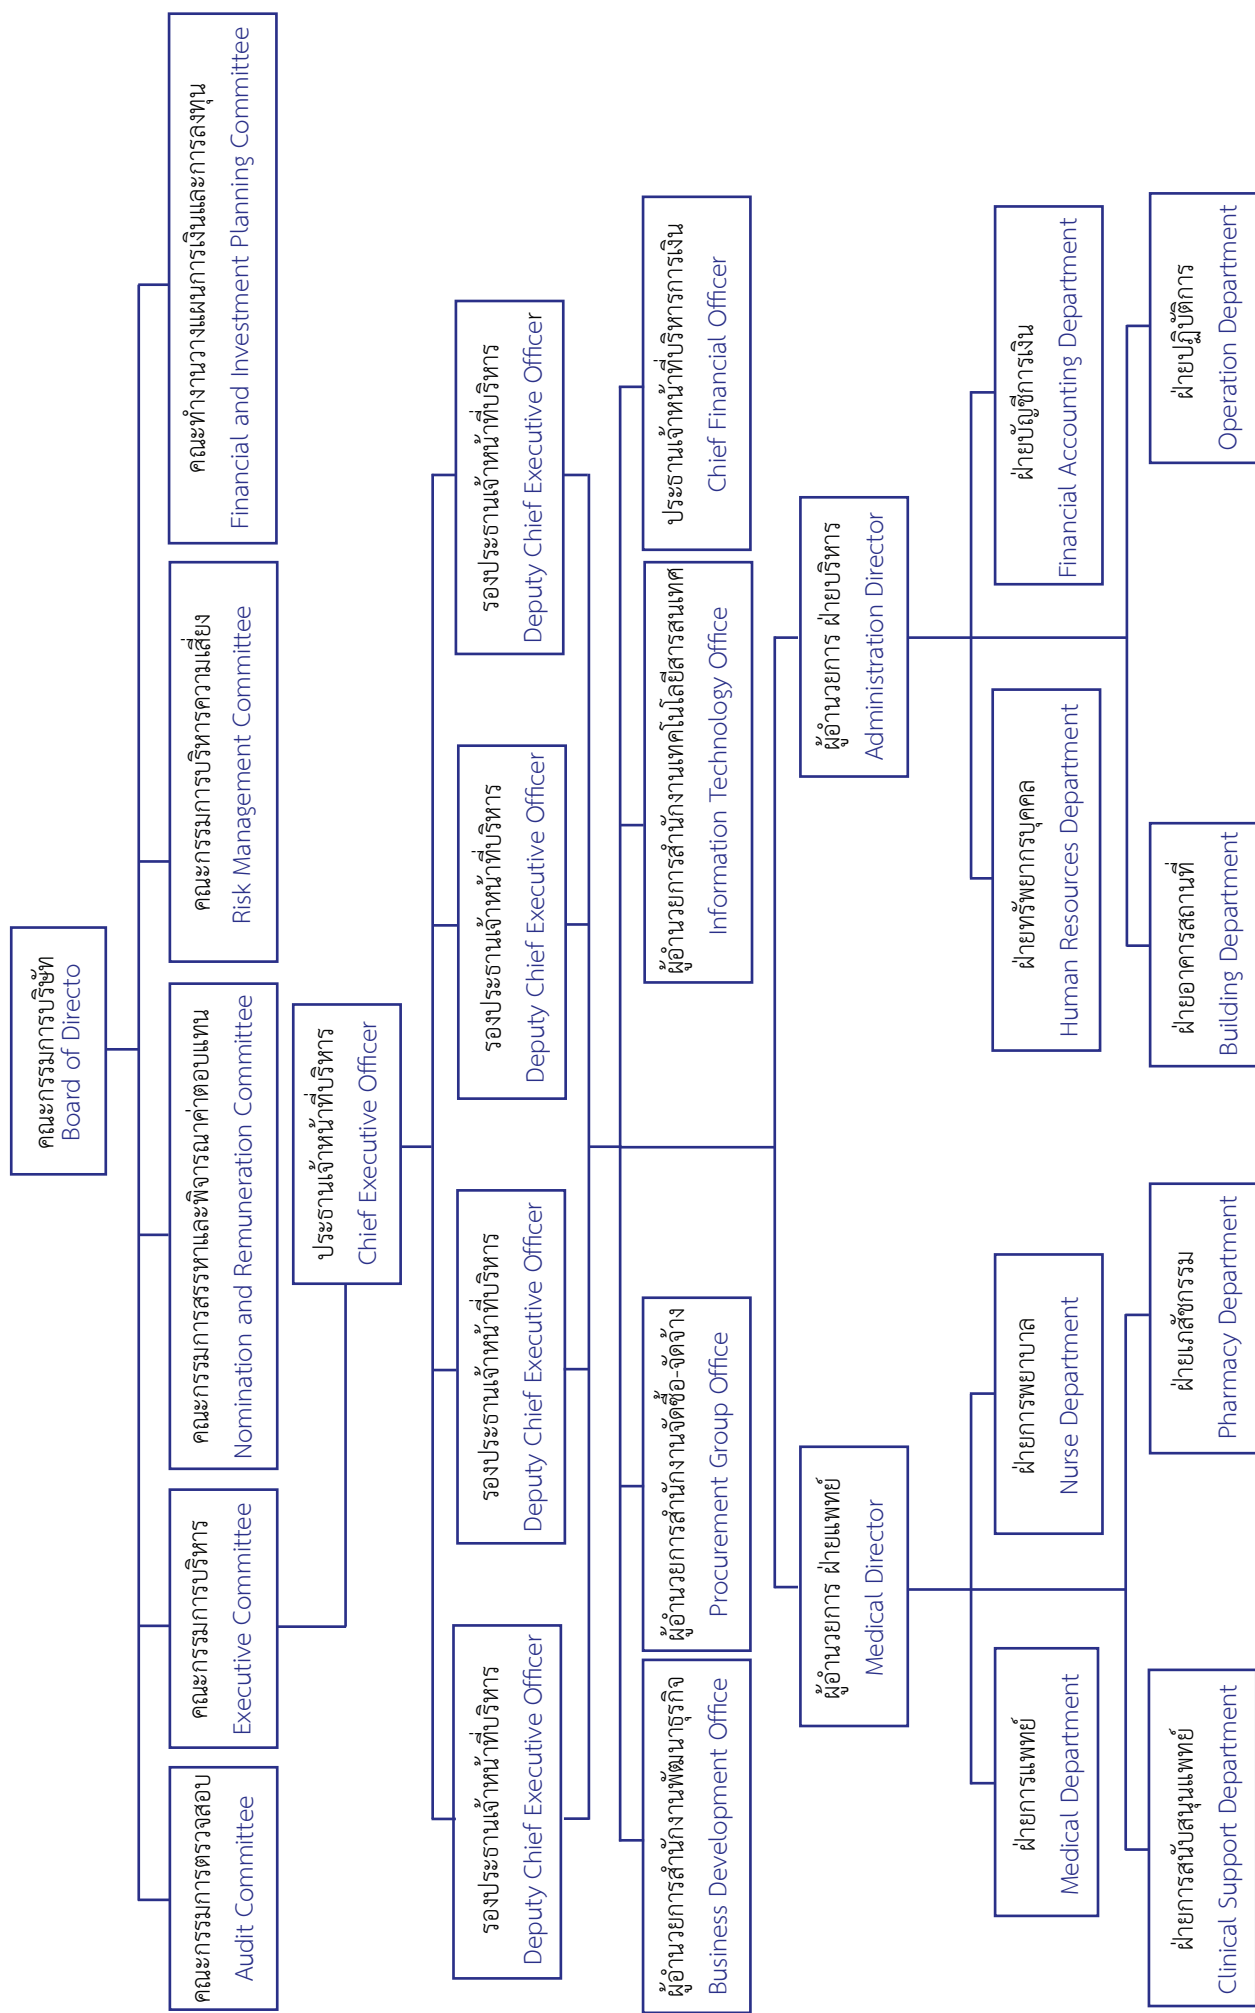 คณะกรรมการบริษัท
Board of Directo
คณะกรรมการตรวจสอบ
Audit Committee
คณะกรรมการบริหาร
Executive Committee
คณะกรรมการสรรหาและพิจารณาค่าตอบแทน
Nomination and Remuneration Committee
คณะกรรมการบริหารความเสี่ยง
Risk Management Committee
คณะทำงานวางแผนการเงินและการลงทุน
Financial and Investment Planning Committee
ประธานเจ้าหน้าที่บริหาร
Chief Executive Officer
รองประธานเจ้าหน้าที่บริหาร
Deputy Chief Executive Officer
รองประธานเจ้าหน้าที่บริหาร
Deputy Chief Executive Officer
รองประธานเจ้าหน้าที่บริหาร
Deputy Chief Executive Officer
รองประธานเจ้าหน้าที่บริหาร
Deputy Chief Executive Officer
ผู้อำนวยการสำนักงานพัฒนาธุรกิจ
Business Development Office
ผู้อำนวยการสำนักงานจัดซื้อ-จัดจ้าง
Procurement Group Office
ผู้อำนวยการสำนักงานเทคโนโลยีสารสนเทศ
Information Technology Office
ประธานเจ้าหน้าที่บริหารการเงิน
Chief Financial Officer
ผู้อำนวยการ ฝ่ายแพทย์
Medical Director
ผู้อำนวยการ ฝ่ายบริหาร
Administration Director
ฝ่ายการแพทย์
Medical Department
ฝ่ายการพยาบาล
Nurse Department
ฝ่ายทรัพยากรบุคคล
Human Resources Department
ฝ่ายบัญชีการเงิน
Financial Accounting Department
ฝ่ายการสนับสนุนแพทย์
Clinical Support Department
ฝ่ายเภสัชกรรม
Pharmacy Department
ฝ่ายอาคารสถานที่
Building Department
ฝ่ายปฏิบัติการ
Operation Department